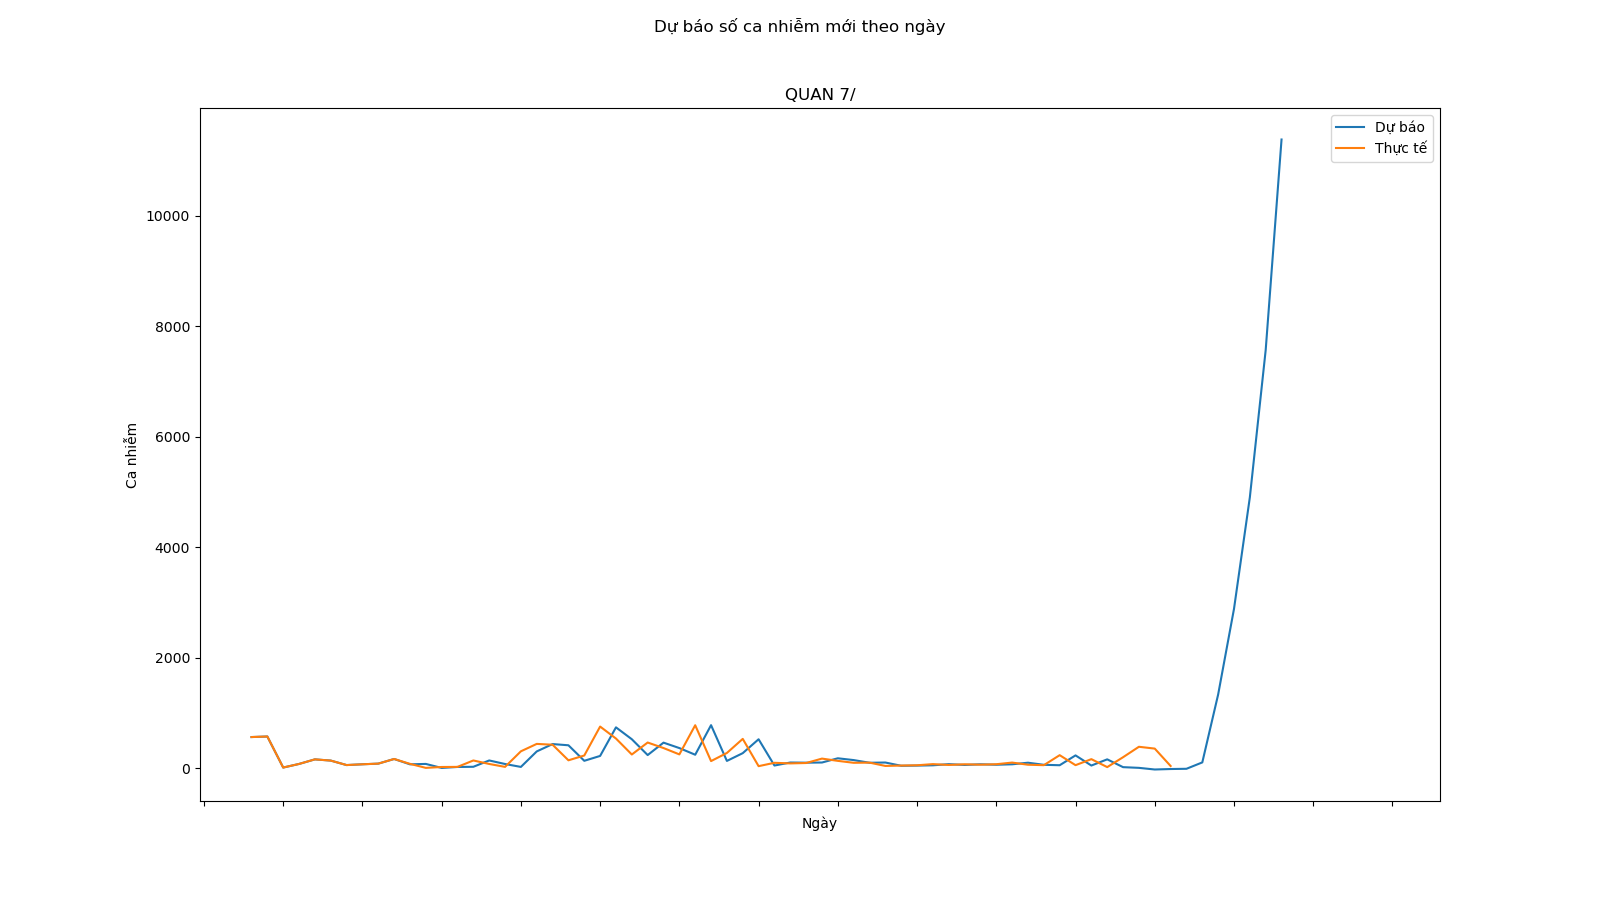 Dự báo số ca nhiễm mới theo ngày
QUAN 7/
Dự báo
Thực tế
10000
8000
6000
4000
2000
0
Ca nhiễm
Ngày